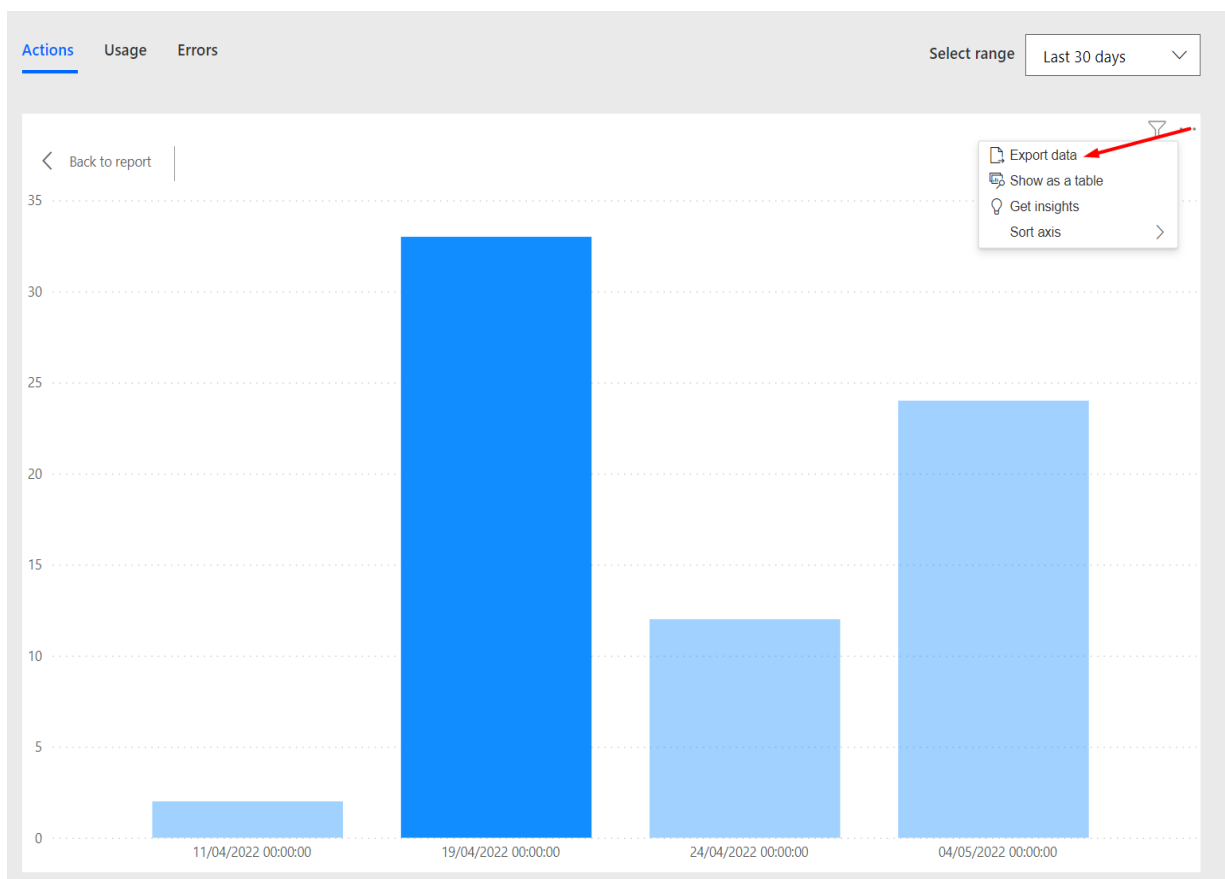 Actions Usage Errors
Select range Last 30 days
Back to report
Export data
Show as a table
Get insights
Sort axis
35
30
25
20
15
10
5
0
11/04/2022 00:00:00 19/04/2022 00:00:00 24/04/2022 00:00:00 04/05/2022 00:00:00